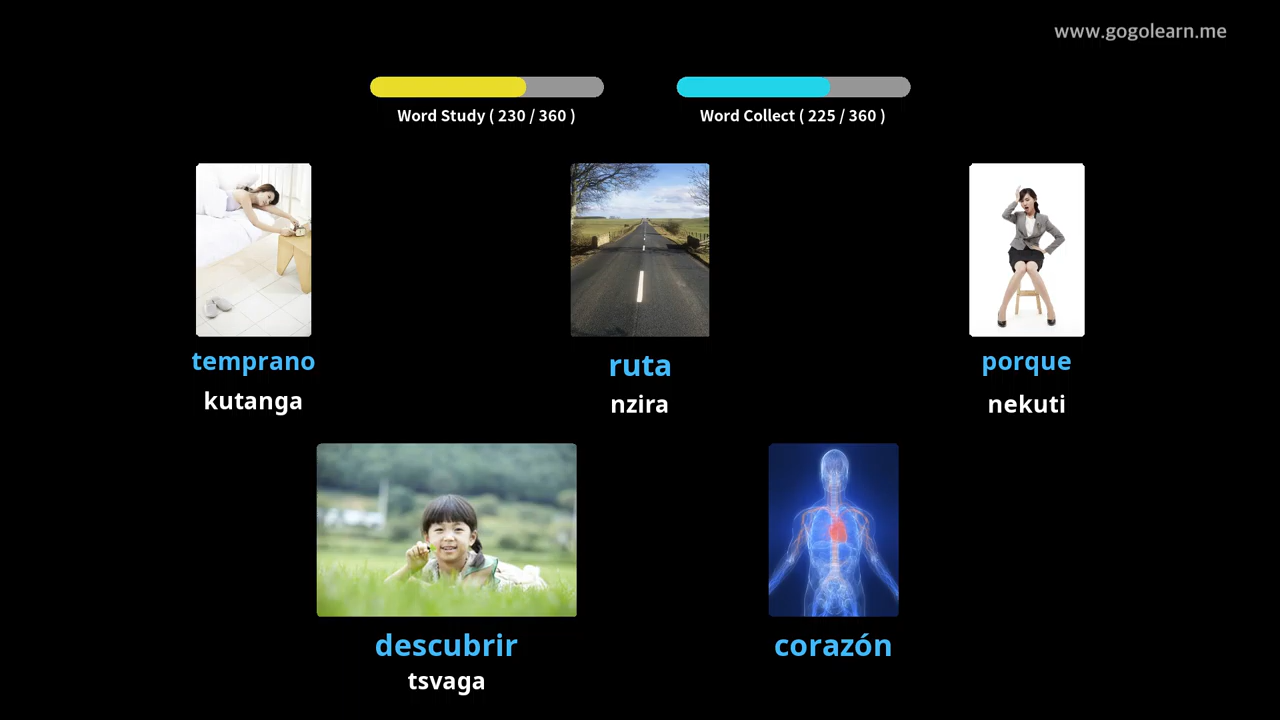 www.gogolearn.me
Word Study ( 230 / 360 )
Word Collect ( 225 / 360 )
temprano
kutanga
ruta
nzira
porque
nekuti
descubrir
tsvaga
corazón